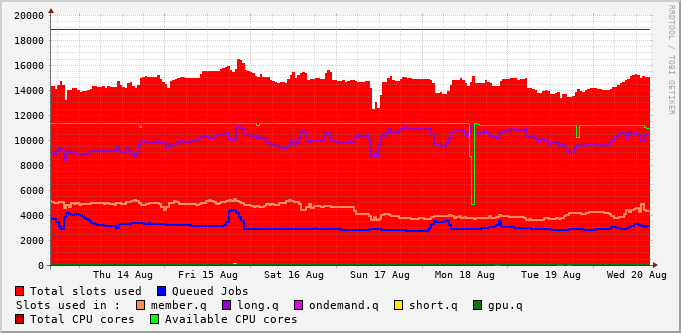 20000
18000
16000
14000
12000
10000
8000
6000
4000
2000
0
Thu 14 Aug Fri 15 Aug Sat 16 Aug Sun 17 Aug Mon 18 Aug Tue 19 Aug Wed 20 Aug
RRDTOOL / TOBI OETIKER
Total slots used Queued Jobs
Slots used in : member.q long.q ondemand.q short.q gpu.q
Total CPU cores Available CPU cores